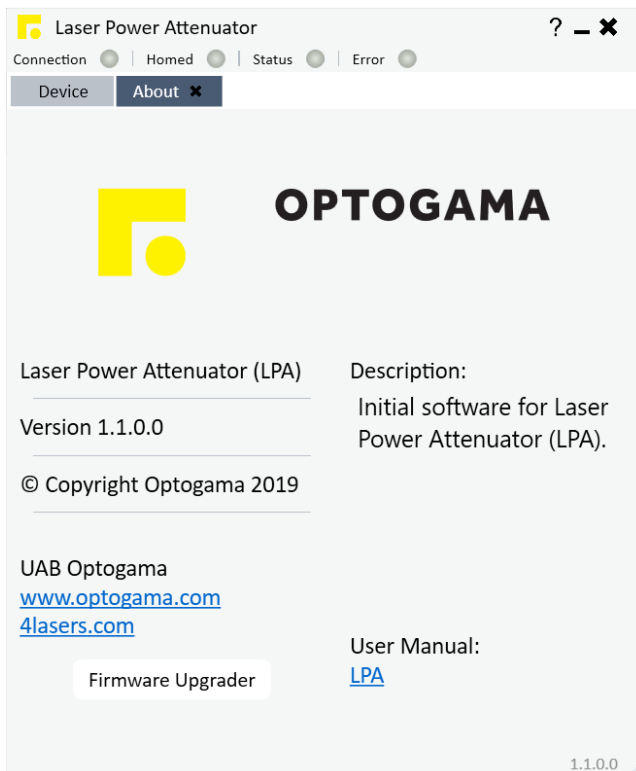 Laser Power Attenuator ?
Connection | Homed | Status | Error
Device About
OPTOGAMA
Laser Power Attenuator (LPA)
Version 1.1.0.0
© Copyright Optogama 2019
Description:
Initial software for Laser
Power Attenuator (LPA).
UAB Optogama
www.optogama.com
4lasers.com
Firmware Upgrader
User Manual:
LPA
1.1.0.0